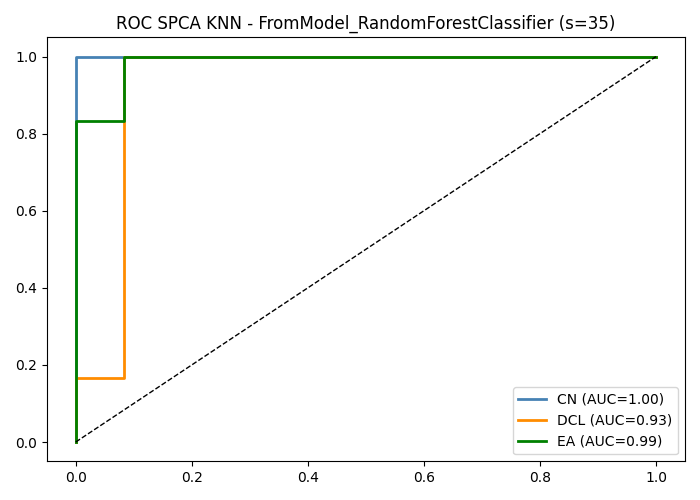 ROC SPCA KNN - FromModel_RandomForestClassifier (s=35)
1.0
0.8
0.6
0.4
0.2
0.0
CN (AUC=1.00)
DCL (AUC=0.93)
EA (AUC=0.99)
0.0 0.2 0.4 0.6 0.8 1.0